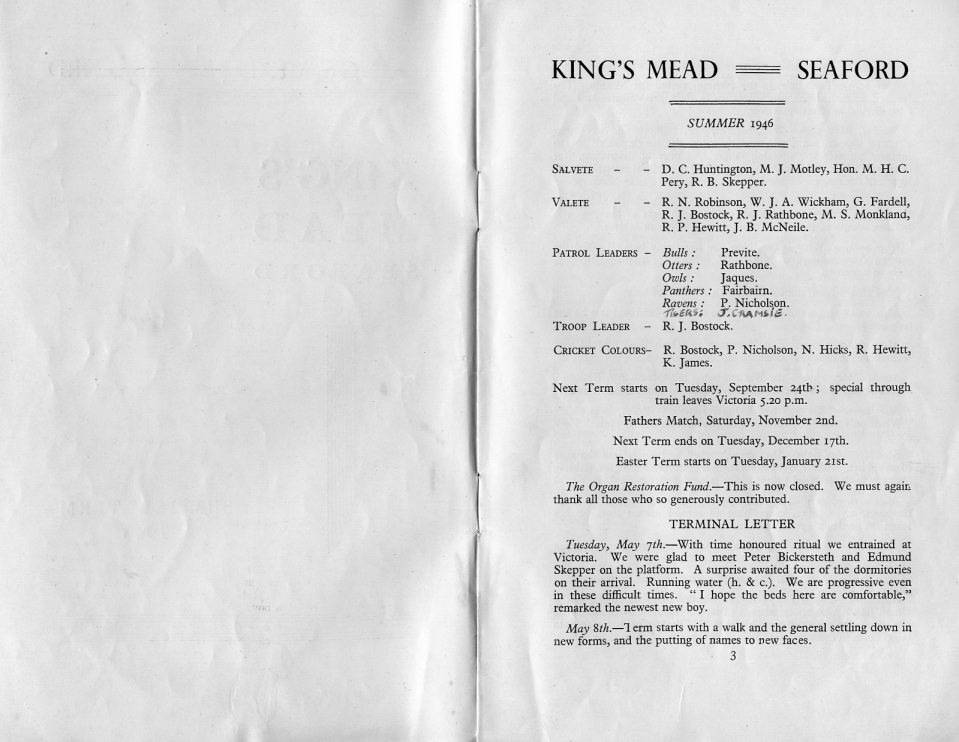 KING'S MEAD SEAFORD
SUMMER 1946
SALVETE – – D. C. Huntington, M. J. Motley, Hon. M. H. C.
Pery, R. B. Skepper.
VALETE – – R. N. Robinson, W. J. A. Wickham, G. Fardell,
R. J. Bostock, R. J. Rathbone, M. S. Monkland,
R. P. Hewitt, J. B. McNeile.
PATROL LEADERS – Bulls : Previte.
Otters : Rathbone.
Owls : Jaques.
Panthers : Fairbairn.
Ravens : P. Nicholson.
TIGERS: J. CRAMSIE.
TROOP LEADER – R. J. Bostock.
CRICKET COLOURS– R. Bostock, P. Nicholson, N. Hicks, R. Hewitt,
K. James.
Next Term starts on Tuesday, September 24th ; special through
train leaves Victoria 5.20 p.m.
Fathers Match, Saturday, November 2nd.
Next Term ends on Tuesday, December 17th.
Easter Term starts on Tuesday, January 21st.
The Organ Restoration Fund.—This is now closed. We must again
thank all those who so generously contributed.
TERMINAL LETTER
Tuesday, May 7th.—With time honoured ritual we entrained at
Victoria. We were glad to meet Peter Bickersteth and Edmund
Skepper on the platform. A surprise awaited four of the dormitories
on their arrival. Running water (h. & c.). We are progressive even
in these difficult times. " I hope the beds here are comfortable,"
remarked the newest new boy.
May 8th.—Term starts with a walk and the general settling down in
new forms, and the putting of names to new faces.
3